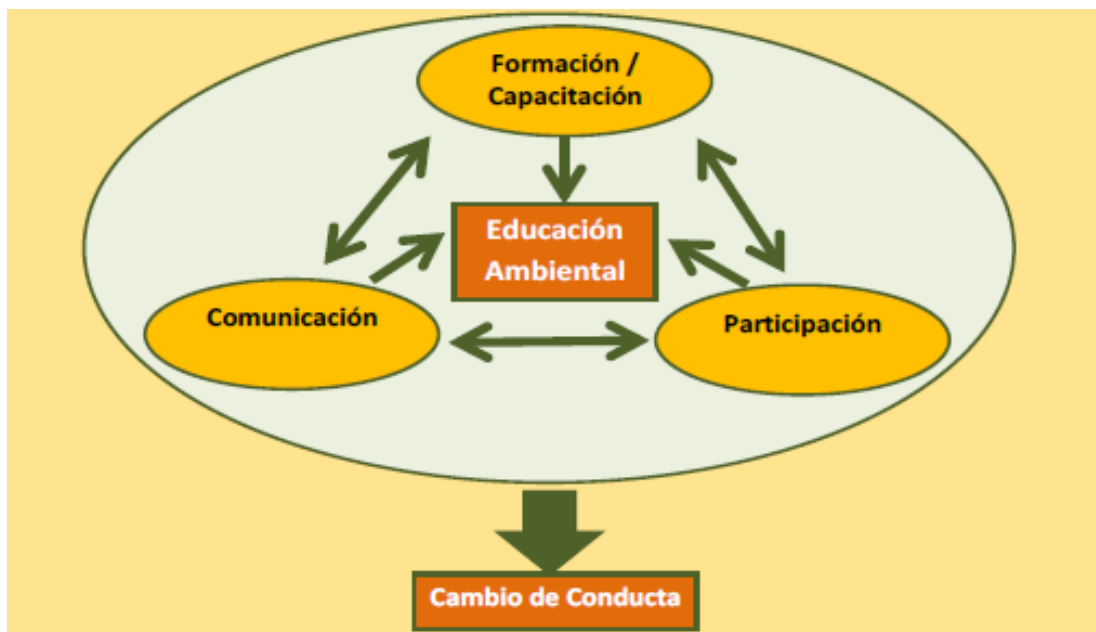 Formación /
Capacitación
Educación
Ambiental
Comunicación
Participación
Cambio de Conducta